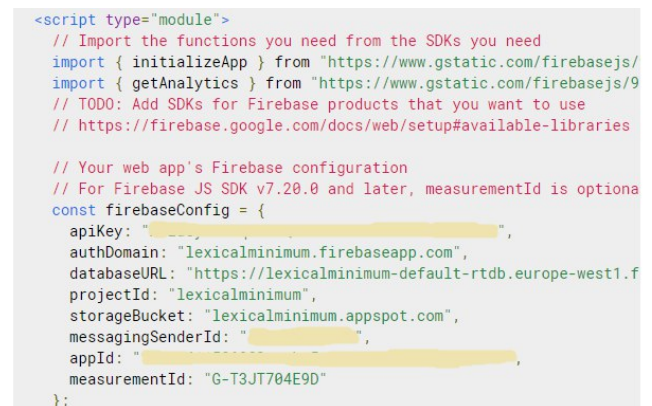 <script type="module">
// Import the functions you need from the SDKs you need
import { initializeApp } from "https://www.gstatic.com/firebasejs/
import { getAnalytics } from "https://www.gstatic.com/firebasejs/9
// TODO: Add SDKs for Firebase products that you want to use
// https://firebase.google.com/docs/web/setup#available-libraries
// Your web app's Firebase configuration
// For Firebase JS SDK v7.20.0 and later, measurementId is optiona
const firebaseConfig = {
apiKey: "",
authDomain: "lexicalminimum.firebaseapp.com",
databaseURL: "https://lexicalminimum-default-rtdb.europe-west1.f
projectId: "lexicalminimum",
storageBucket: "lexicalminimum.appspot.com",
messagingSenderId: "",
appId: ",
measurementId: "G-T3JT704E9D"
};